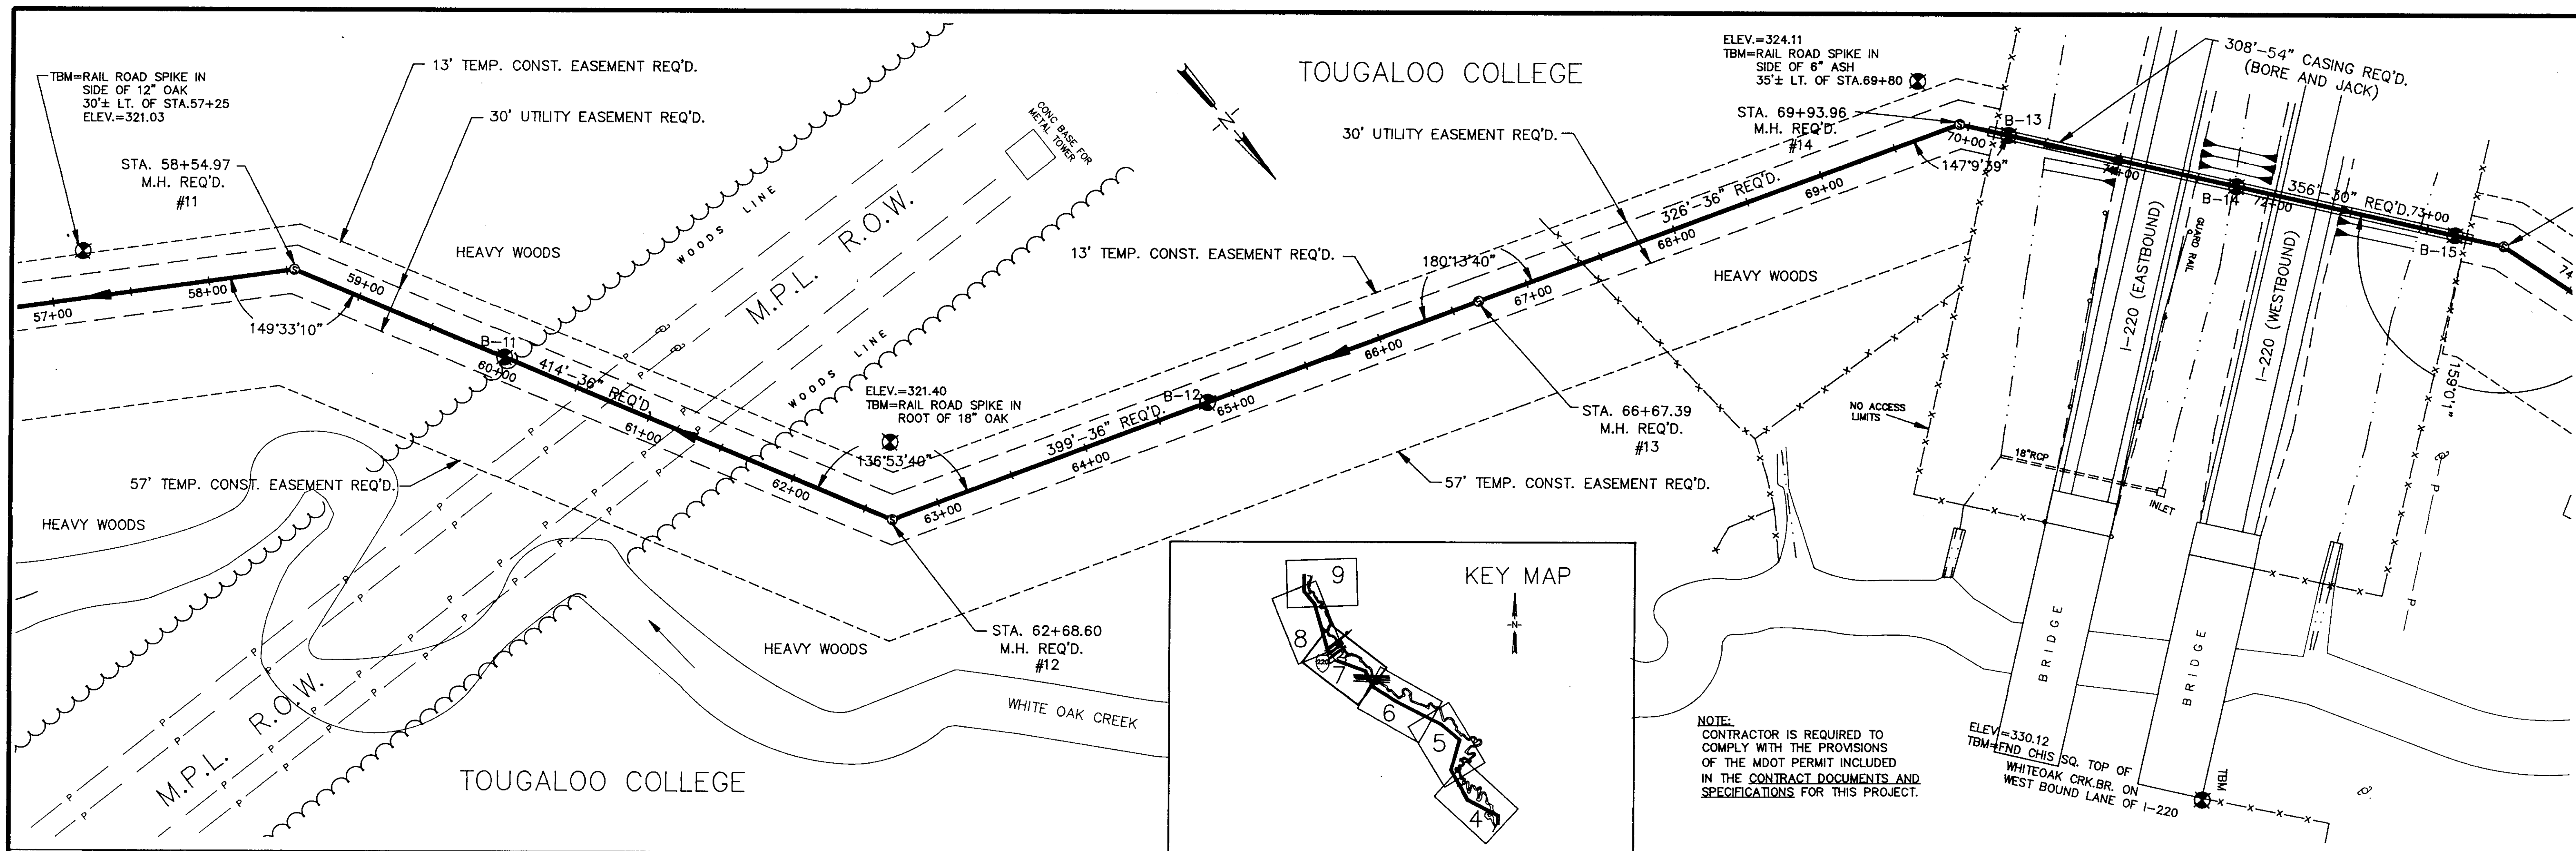 TBM=RAIL ROAD SPIKE IN
SIDE OF 12" OAK
30'± LT. OF STA.57+25
ELEV.=321.03
13' TEMP. CONST. EASEMENT REQ'D.
30' UTILITY EASEMENT REQ'D.
STA. 58+54.97
M.H. REQ'D.
#11
HEAVY WOODS
WOODS LINE
M.P.L. R.O.W.
CONC BASE FOR
METAL TOWER
N
TOUGALOO COLLEGE
30' UTILITY EASEMENT REQ'D.
13' TEMP. CONST. EASEMENT REQ'D.
ELEV.=324.11
TBM=RAIL ROAD SPIKE IN
SIDE OF 6" ASH
35'± LT. OF STA.69+80
STA. 69+93.96
M.H. REQ'D.
#14
308'-54" CASING REQ'D.
(BORE AND JACK)
B-13
70+00
147°9'39"
71+00
B-14
72+00
356'-30" REQ'D.
73+00
B-15
74
159°0'1"
I-220 (EASTBOUND)
GUARD RAIL
I-220 (WESTBOUND)
57+00
58+00
S
59+00
149°33'10"
B-11
60+00
414'-36" REQ'D.
61+00
62+00
WOODS LINE
ELEV.=321.40
TBM=RAIL ROAD SPIKE IN
ROOT OF 18" OAK
136°53'40"
63+00
399'-36" REQ'D.
64+00
B-12
65+00
66+00
180°13'40"
67+00
326'-36" REQ'D.
68+00
69+00
HEAVY WOODS
STA. 66+67.39
M.H. REQ'D.
#13
NO ACCESS
LIMITS
18"RCP
INLET
57' TEMP. CONST. EASEMENT REQ'D.
57' TEMP. CONST. EASEMENT REQ'D.
HEAVY WOODS
HEAVY WOODS
STA. 62+68.60
M.H. REQ'D.
#12
WHITE OAK CREEK
M.P.L. R.O.W.
TOUGALOO COLLEGE
KEY MAP
N
9
8
220
7
6
5
4
BRIDGE
BRIDGE
NOTE:
CONTRACTOR IS REQUIRED TO
COMPLY WITH THE PROVISIONS
OF THE MDOT PERMIT INCLUDED
IN THE CONTRACT DOCUMENTS AND
SPECIFICATIONS FOR THIS PROJECT.
ELEV=330.12
TBM=FND CHIS SQ. TOP OF
WHITEOAK CRK.BR. ON
WEST BOUND LANE OF I-220
TBM